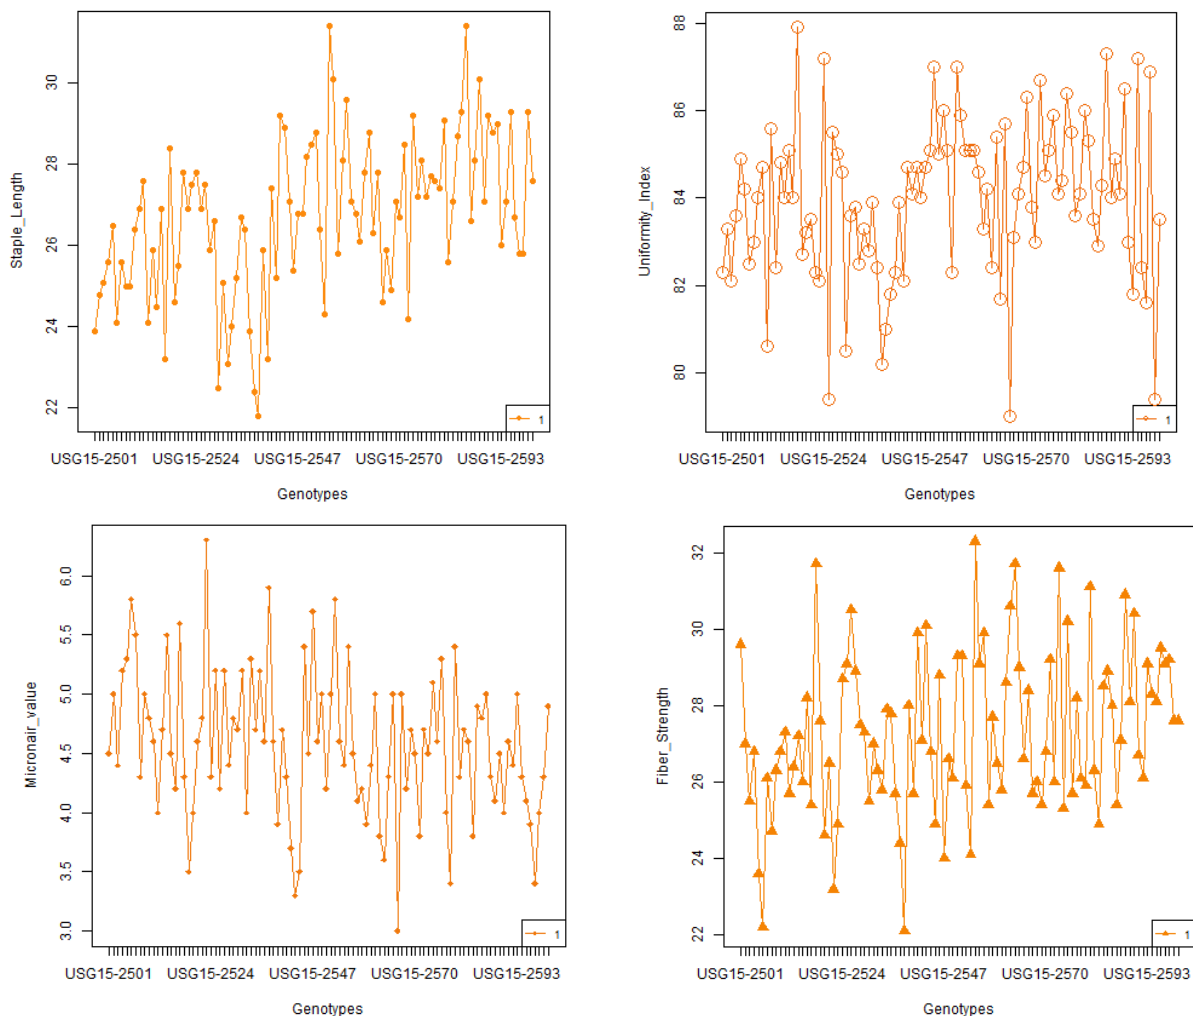 Staple_Length
30
28
26
24
22
1
USG15-2501 USG15-2524 USG15-2547 USG15-2570 USG15-2593
Genotypes
Uniformity_Index
88
86
84
82
80
1
USG15-2501 USG15-2524 USG15-2547 USG15-2570 USG15-2593
Genotypes
Micronair_value
6.0
5.5
5.0
4.5
4.0
3.5
3.0
1
USG15-2501 USG15-2524 USG15-2547 USG15-2570 USG15-2593
Genotypes
Fiber_Strength
32
30
28
26
24
22
1
USG15-2501 USG15-2524 USG15-2547 USG15-2570 USG15-2593
Genotypes